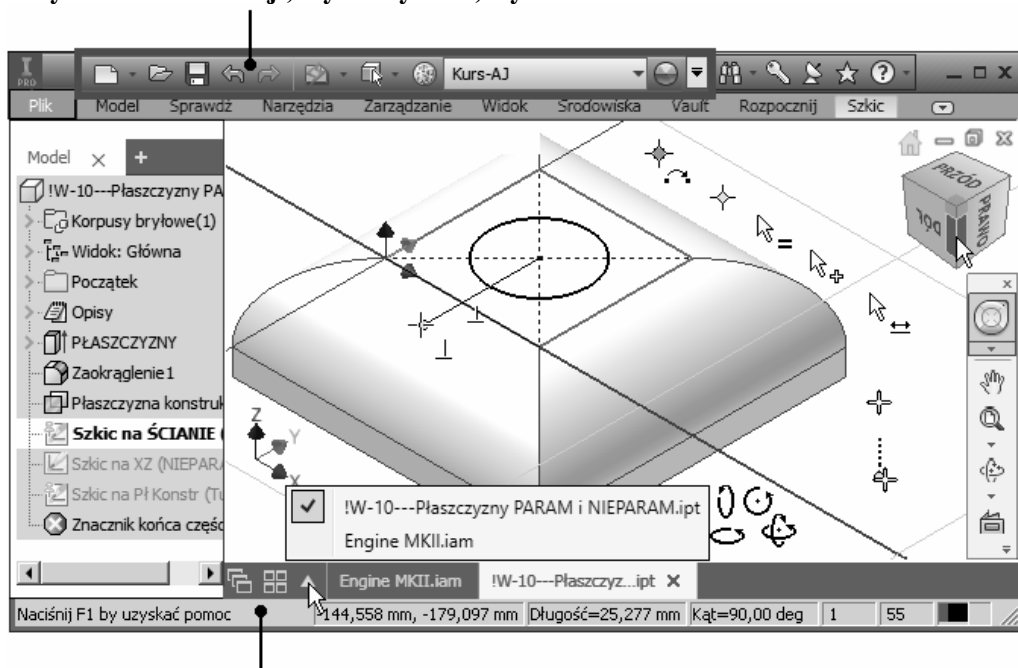 I
PRO
Kurs-AJ
Plik Model Sprawdź Narzędzia Zarządzanie Widok Środowiska Vault Rozpocznij Szkic
Model
!W-10---Płaszczyzny PA
Korpusy bryłowe(1)
Widok: Główna
Początek
Opisy
PŁASZCZYZNY
Zaokrąglenie1
Płaszczyzna konstruk
Szkic na ŚCIANIE (
Szkic na XZ (NIEPARA
Szkic na Pł Konstr (Tu
Znacznik końca częśc
PRZÓD
PRAWO
DÓŁ
Z
Y
X
!W-10---Płaszczyzny PARAM i NIEPARAM.ipt
Engine MKII.iam
Engine MKII.iam !W-10---Płaszczyz...ipt
Naciśnij F1 by uzyskać pomoc -144,558 mm, -179,097 mm Długość=25,277 mm Kąt=90,00 deg 1 55